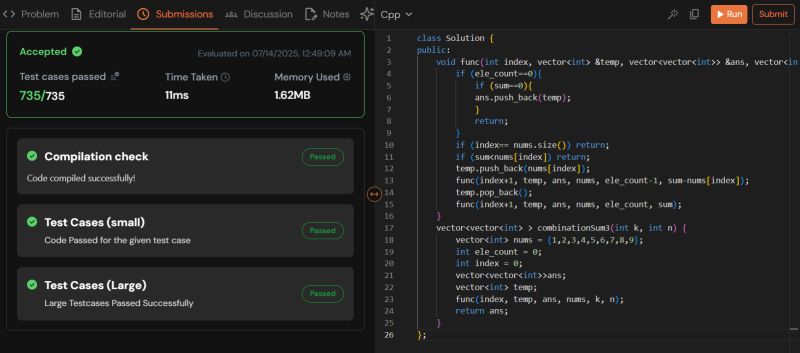 Problem Editorial Submissions Discussion Notes
Cpp
Run Submit
Accepted
Evaluated on 07/14/2025, 12:49:09 AM
Test cases passed Time Taken Memory Used
735/735 11ms 1.62MB
Compilation check
Passed
Code compiled successfully!
Test Cases (small)
Passed
Code Passed for the given test case
Test Cases (Large)
Passed
Large Testcases Passed Successfully
1 class Solution {
2 public:
3 void func(int index, vector<int> &temp, vector<vector<int>> &ans, vector<in
4 if (ele_count==0){
5 if (sum==0){
6 ans.push_back(temp);
7 }
8 return;
9 }
10 if (index== nums.size()) return;
11 if (sum<nums[index]) return;
12 temp.push_back(nums[index]);
13 func(index+1, temp, ans, nums, ele_count-1, sum-nums[index]);
14 temp.pop_back();
15 func(index+1, temp, ans, nums, ele_count, sum);
16 }
17 vector<vector<int> > combinationSum3(int k, int n) {
18 vector<int> nums = {1,2,3,4,5,6,7,8,9};
19 int ele_count = 0;
20 int index = 0;
21 vector<vector<int>>ans;
22 vector<int> temp;
23 func(index, temp, ans, nums, k, n);
24 return ans;
25 }
26 };